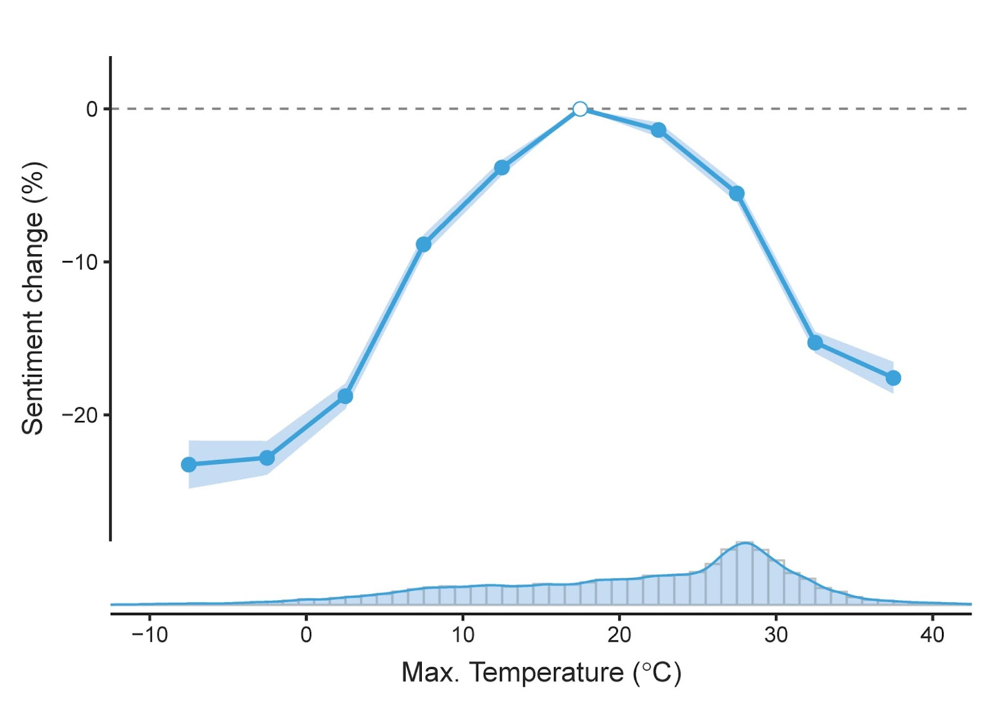 0
−10
−20
Sentiment change (%)
−10 0 10 20 30 40
Max. Temperature (°C)